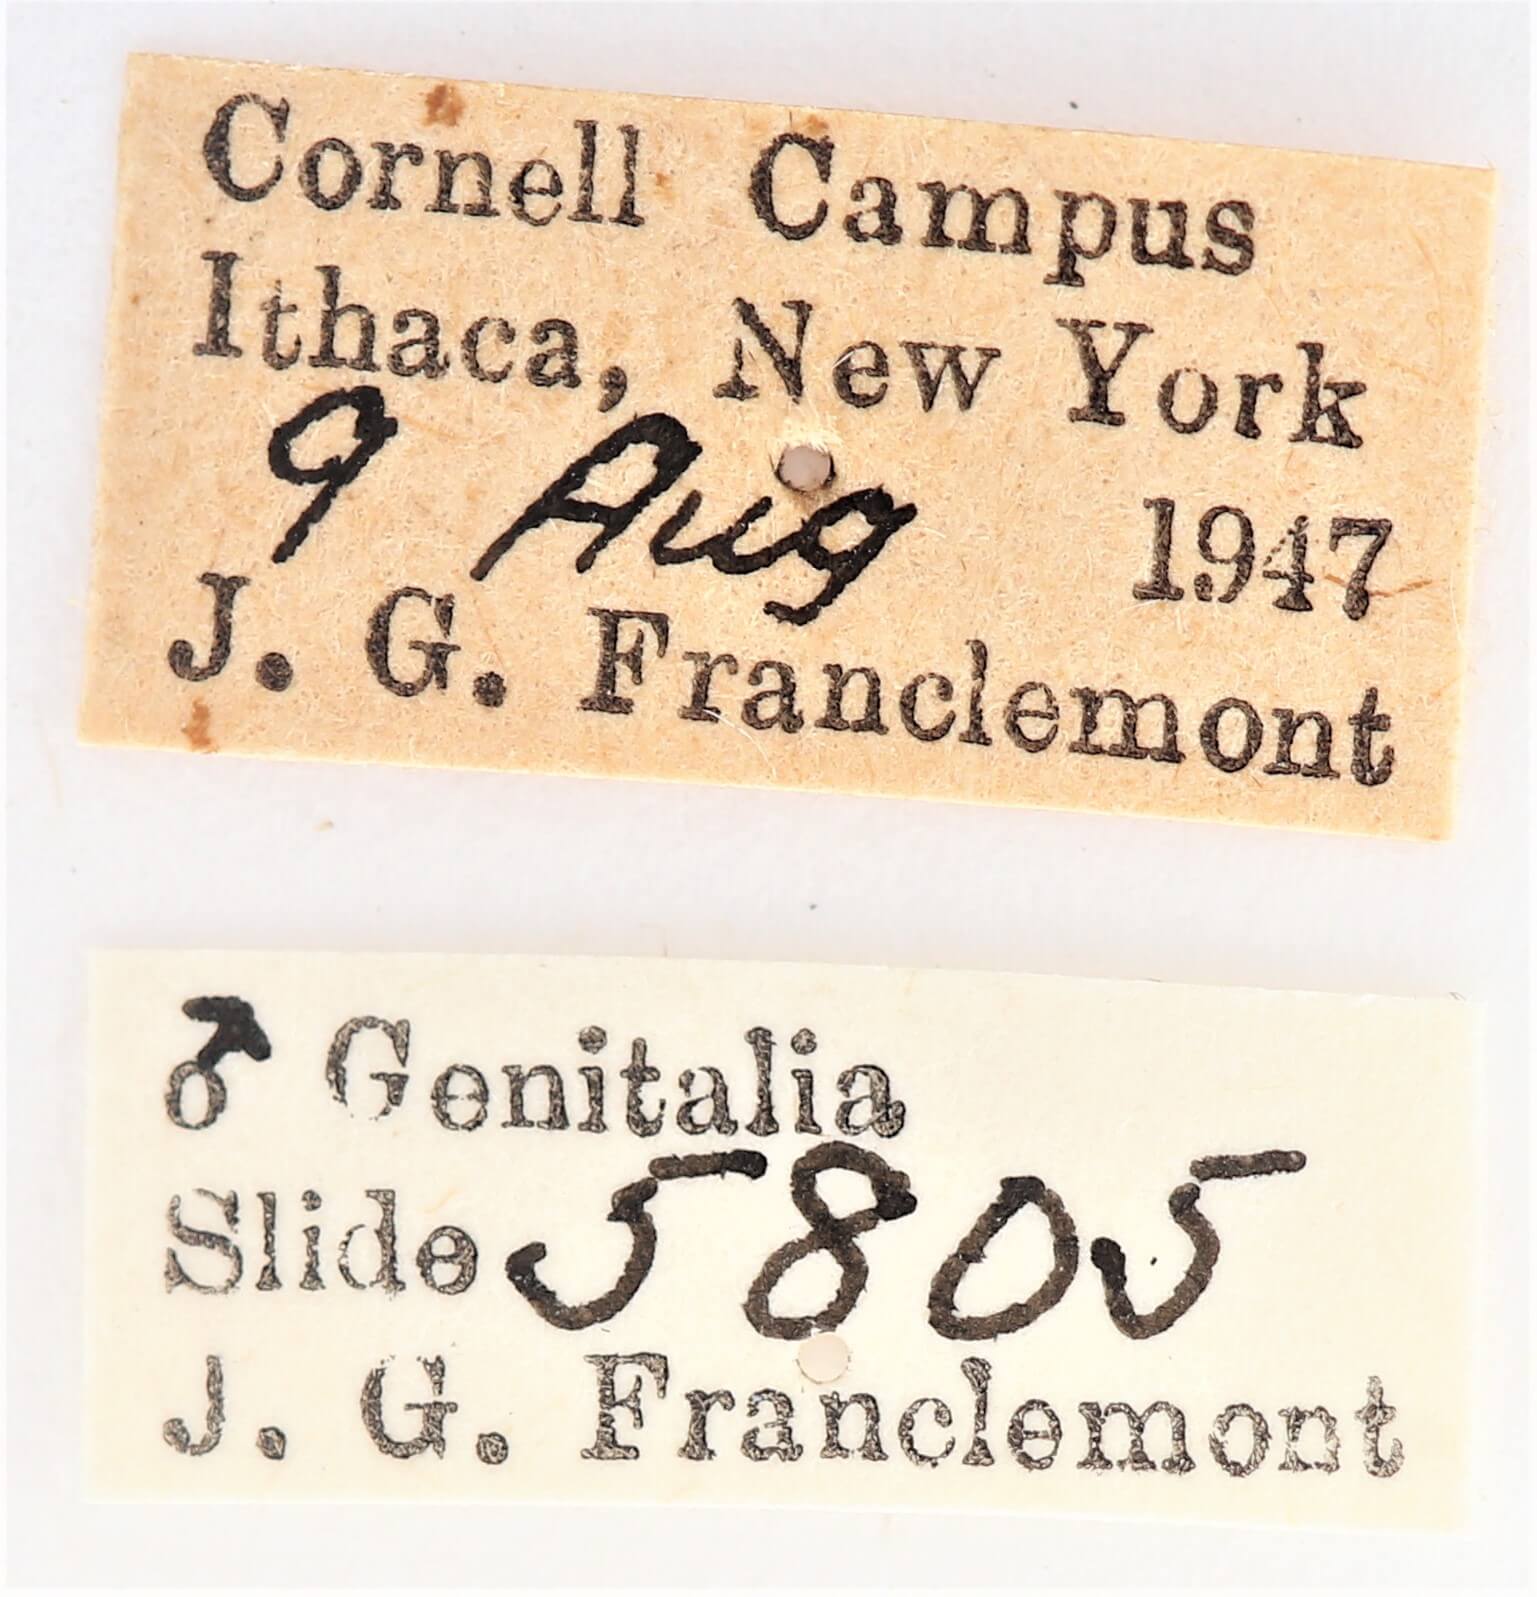 Cornell Campus
Ithaca, New York
9 Aug 1947
J. G. Franclemont
♂ Genitalia
Slide 5805
J. G. Franclemont